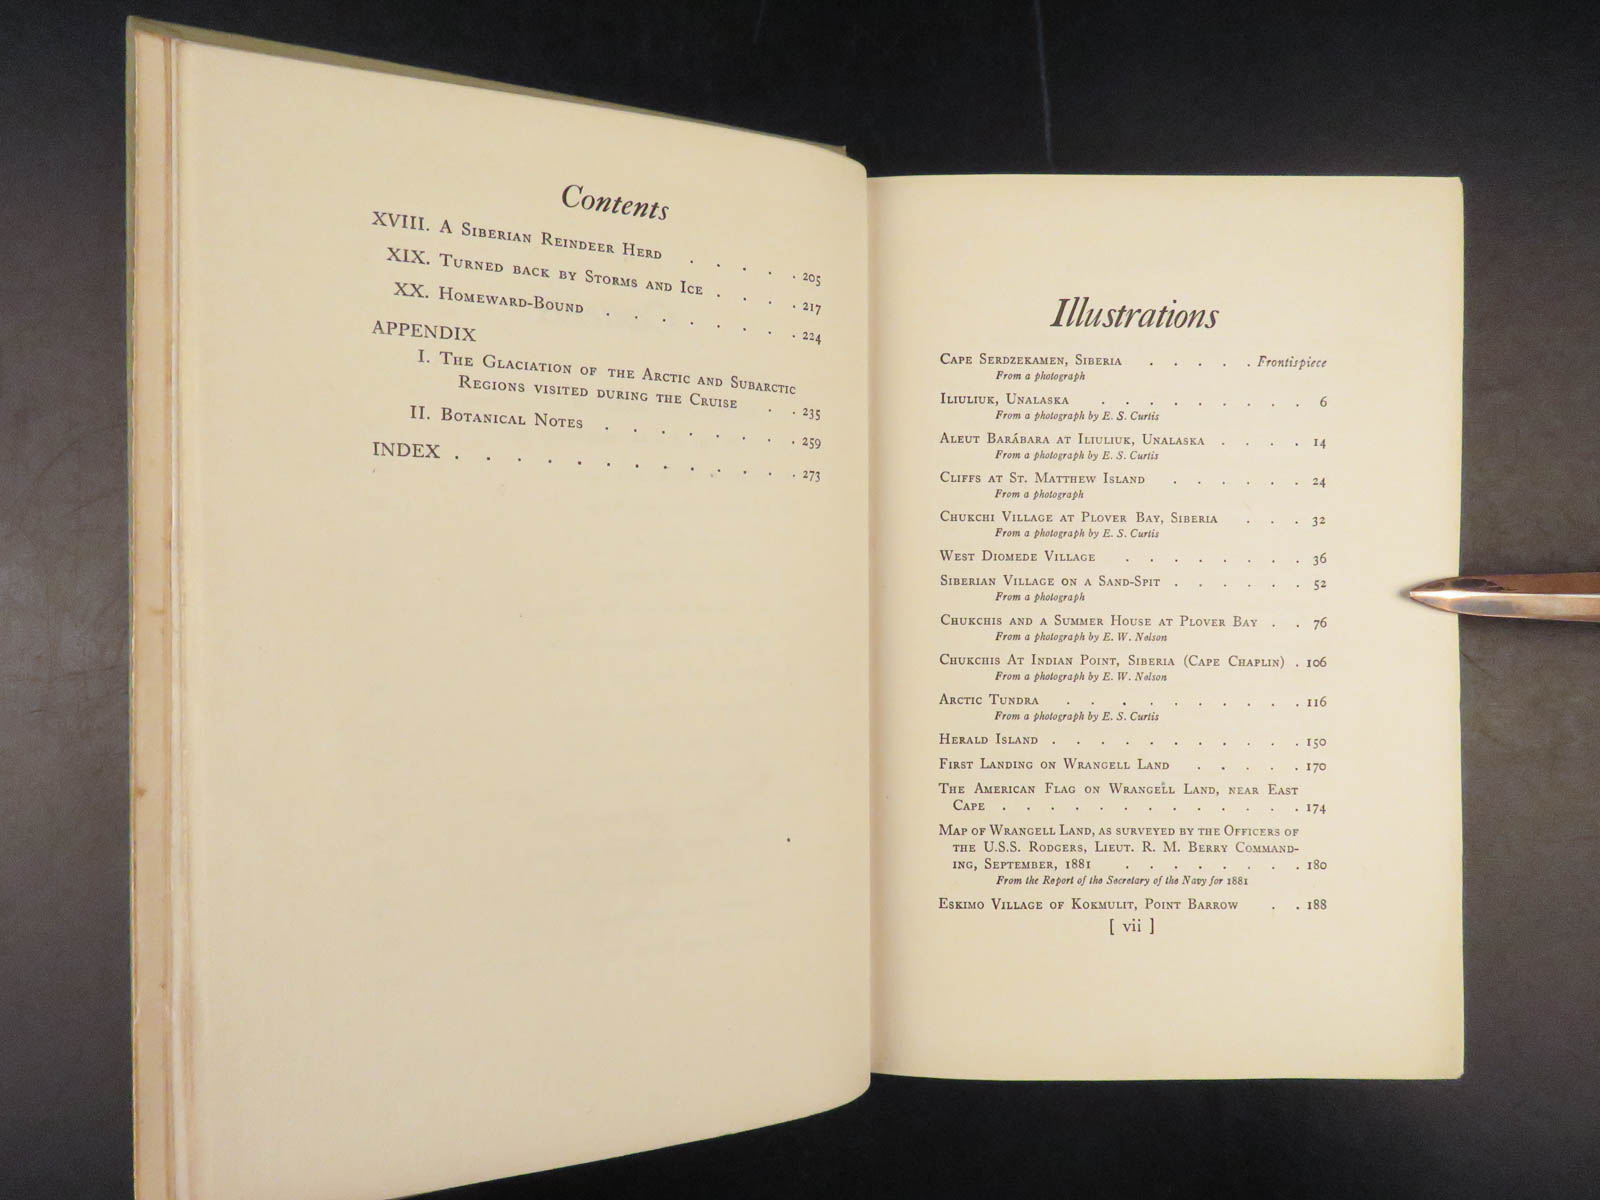 Contents
XVIII. A Siberian Reindeer Herd . . . . . 205
XIX. Turned back by Storms and Ice . . . . 217
XX. Homeward-Bound . . . . . . . 224
APPENDIX
I. The Glaciation of the Arctic and Subarctic
Regions visited during the Cruise . . 235
II. Botanical Notes . . . . . . . 259
INDEX . . . . . . . . . . . . . 273
Illustrations
Cape Serdzekamen, Siberia . . . . . Frontispiece
From a photograph
Iliuliuk, Unalaska . . . . . . . . . 6
From a photograph by E. S. Curtis
Aleut Barábara at Iliuliuk, Unalaska . . . . 14
From a photograph by E. S. Curtis
Cliffs at St. Matthew Island . . . . . . 24
From a photograph
Chukchi Village at Plover Bay, Siberia . . . 32
From a photograph by E. S. Curtis
West Diomede Village . . . . . . . . 36
Siberian Village on a Sand-Spit . . . . . . 52
From a photograph
Chukchis and a Summer House at Plover Bay . . 76
From a photograph by E. W. Nelson
Chukchis At Indian Point, Siberia (Cape Chaplin) . 106
From a photograph by E. W. Nelson
Arctic Tundra . . . . . . . . . 116
From a photograph by E. S. Curtis
Herald Island . . . . . . . . . . . 150
First Landing on Wrangell Land . . . . . 170
The American Flag on Wrangell Land, near East
Cape . . . . . . . . . . . . . 174
Map of Wrangell Land, as surveyed by the Officers of
the U.S.S. Rodgers, Lieut. R. M. Berry Command-
ing, September, 1881 . . . . . . . . 180
From the Report of the Secretary of the Navy for 1881
Eskimo Village of Kokmulit, Point Barrow . . 188
[ vii ]